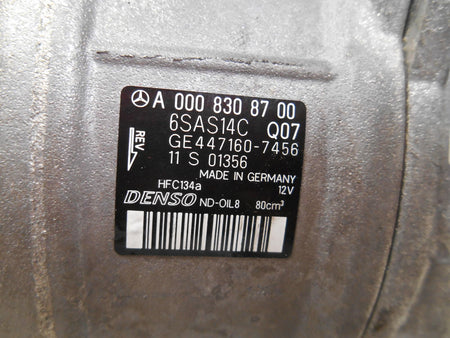 A 000 830 87 00
6SAS14C Q07
REV
GE447160-7456
11 S 01356
MADE IN GERMANY
HFC134a 12V
DENSO ND-OIL8 80cm³